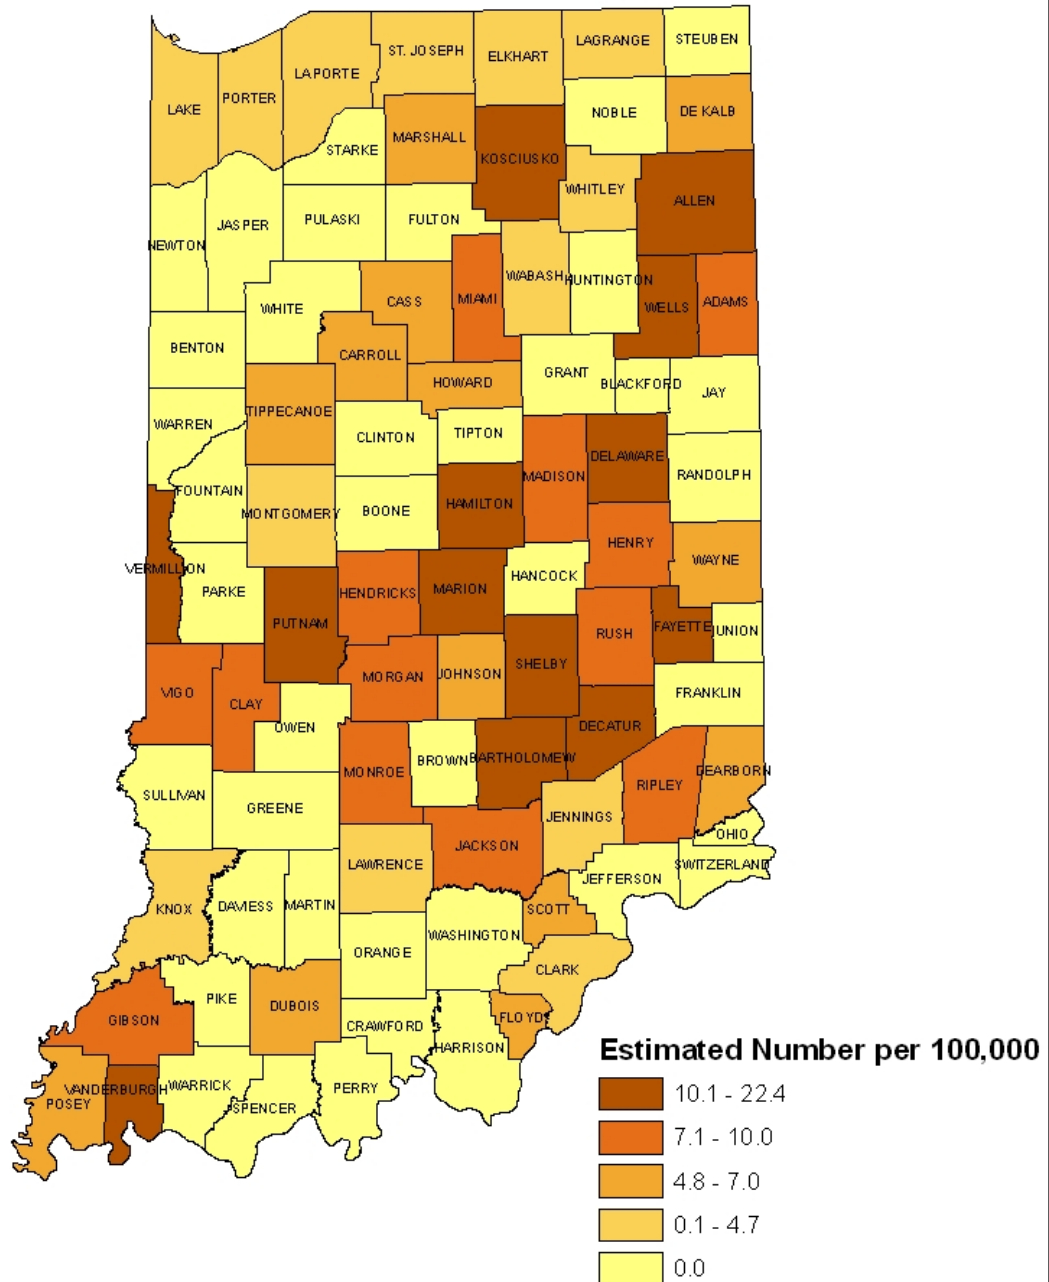 STEUBEN
LAGRANGE
ST. JOSEPH
ELKHART
LAPORTE
PORTER
LAKE
NOBLE
DE KALB
MARSHALL
STARKE
KOSCIUSKO
WHITLEY
ALLEN
PULASKI
FULTON
JASPER
NEWTON
WABASH
HUNTINGTON
WHITE
CASS
MIAMI
WELLS
ADAMS
BENTON
CARROLL
GRANT
HOWARD
BLACKFORD
JAY
TIPPECANOE
WARREN
CLINTON
TIPTON
DELAWARE
MADISON
RANDOLPH
FOUNTAIN
MONTGOMERY
BOONE
HAMILTON
HENRY
WAYNE
VERMILLION
PARKE
HENDRICKS
MARION
HANCOCK
PUTNAM
RUSH
FAYETTE
UNION
SHELBY
VIGO
CLAY
MORGAN
JOHNSON
FRANKLIN
OWEN
DECATUR
MONROE
BROWN
BARTHOLOMEW
RIPLEY
DEARBORN
SULLIVAN
GREENE
JENNINGS
OHIO
JACKSON
LAWRENCE
SWITZERLAND
JEFFERSON
KNOX
DAVIESS
MARTIN
SCOTT
WASHINGTON
ORANGE
CLARK
PIKE
DUBOIS
GIBSON
CRAWFORD
FLOYD
HARRISON
VANDERBURGH
WARRICK
PERRY
POSEY
SPENCER
Estimated Number per 100,000
10.1 - 22.4
7.1 - 10.0
4.8 - 7.0
0.1 - 4.7
0.0